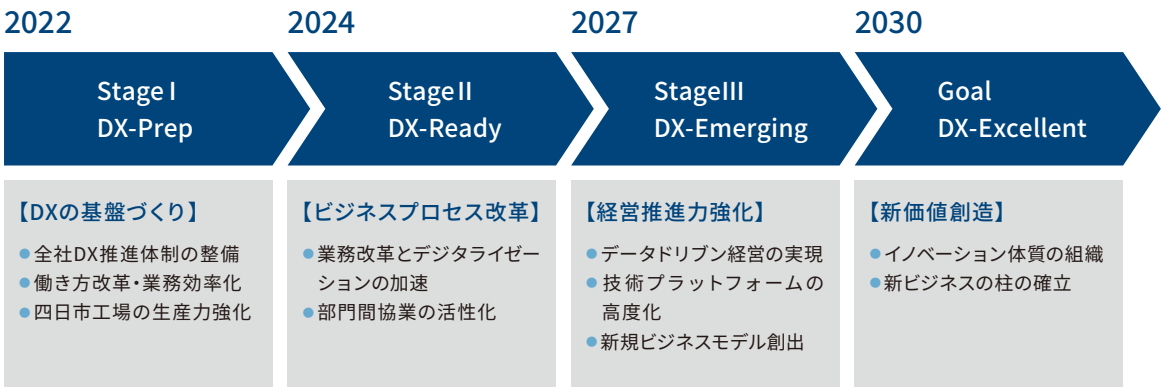 2022
2024
2027
2030
Stage I
DX-Prep
Stage II
DX-Ready
StageIII
DX-Emerging
Goal
DX-Excellent
【DXの基盤づくり】
●全社DX推進体制の整備
●働き方改革・業務効率化
●四日市工場の生産力強化
【ビジネスプロセス改革】
●業務改革とデジタライゼー
ションの加速
●部門間協業の活性化
【経営推進力強化】
●データドリブン経営の実現
●技術プラットフォームの
高度化
●新規ビジネスモデル創出
【新価値創造】
●イノベーション体質の組織
●新ビジネスの柱の確立